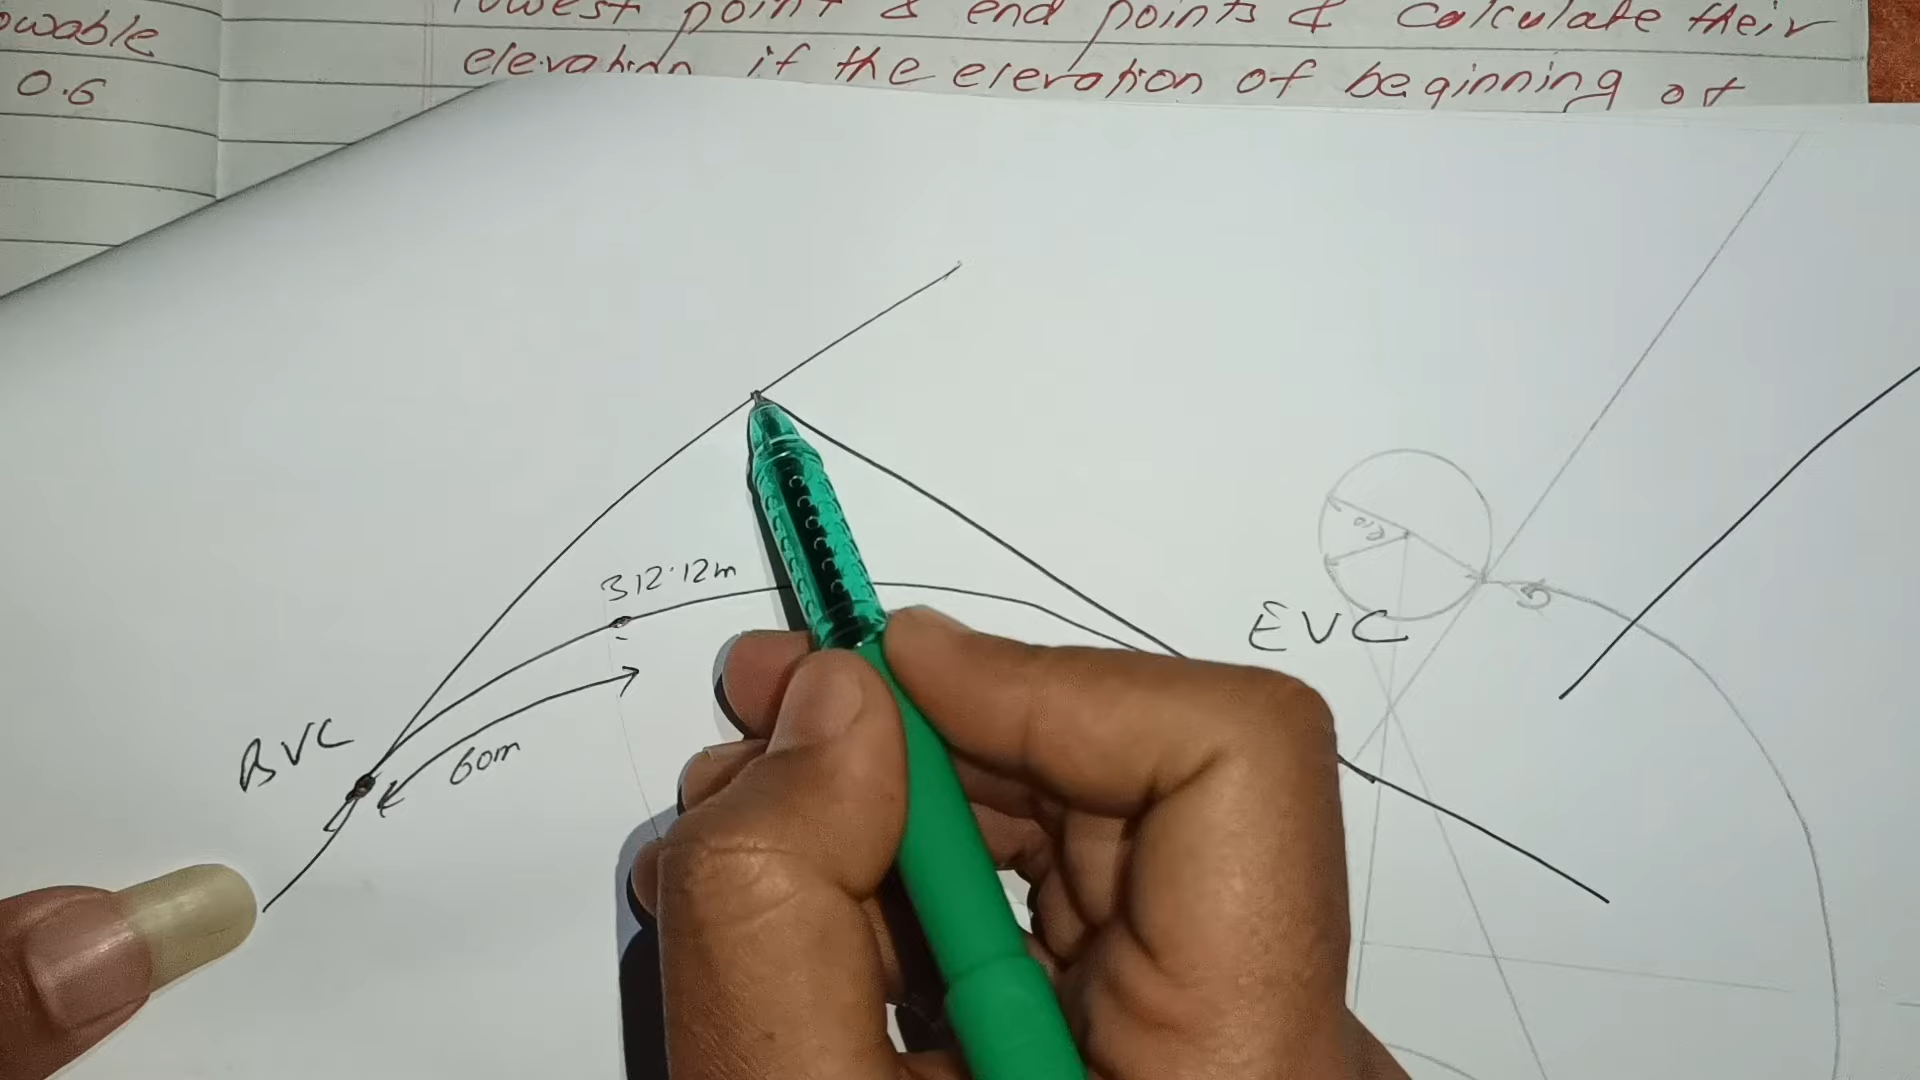 owable
0.6
lowest point & end points & calculate their
elevation if the elevation of beginning of
312.12m
EVC
BVC
60m